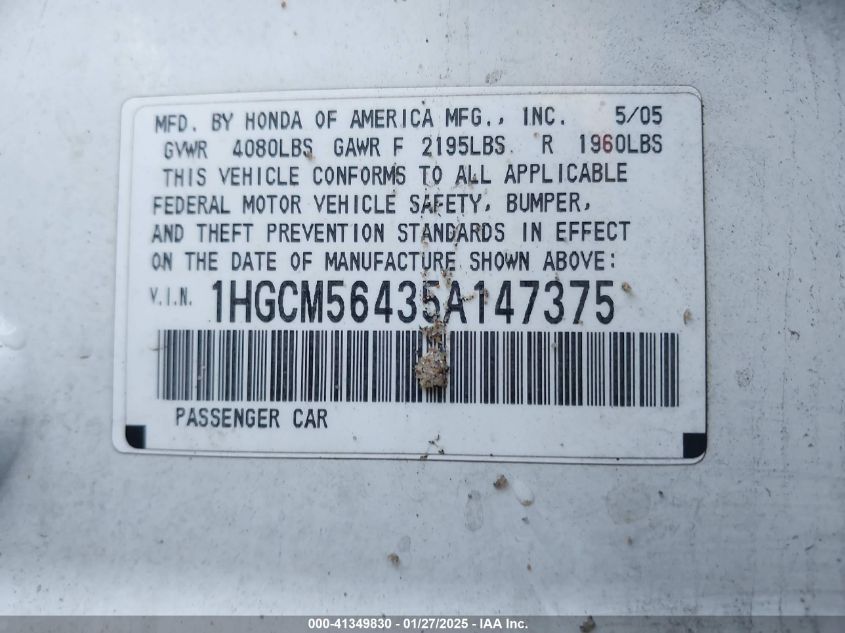 MFD. BY HONDA OF AMERICA MFG., INC. 5/05
GVWR 4080LBS GAWR F 2195LBS R 1960LBS
THIS VEHICLE CONFORMS TO ALL APPLICABLE
FEDERAL MOTOR VEHICLE SAFETY, BUMPER,
AND THEFT PREVENTION STANDARDS IN EFFECT
ON THE DATE OF MANUFACTURE SHOWN ABOVE:
V.I.N. 1HGCM56435A147375
PASSENGER CAR
000-41349830 - 01/27/2025 - IAA Inc.